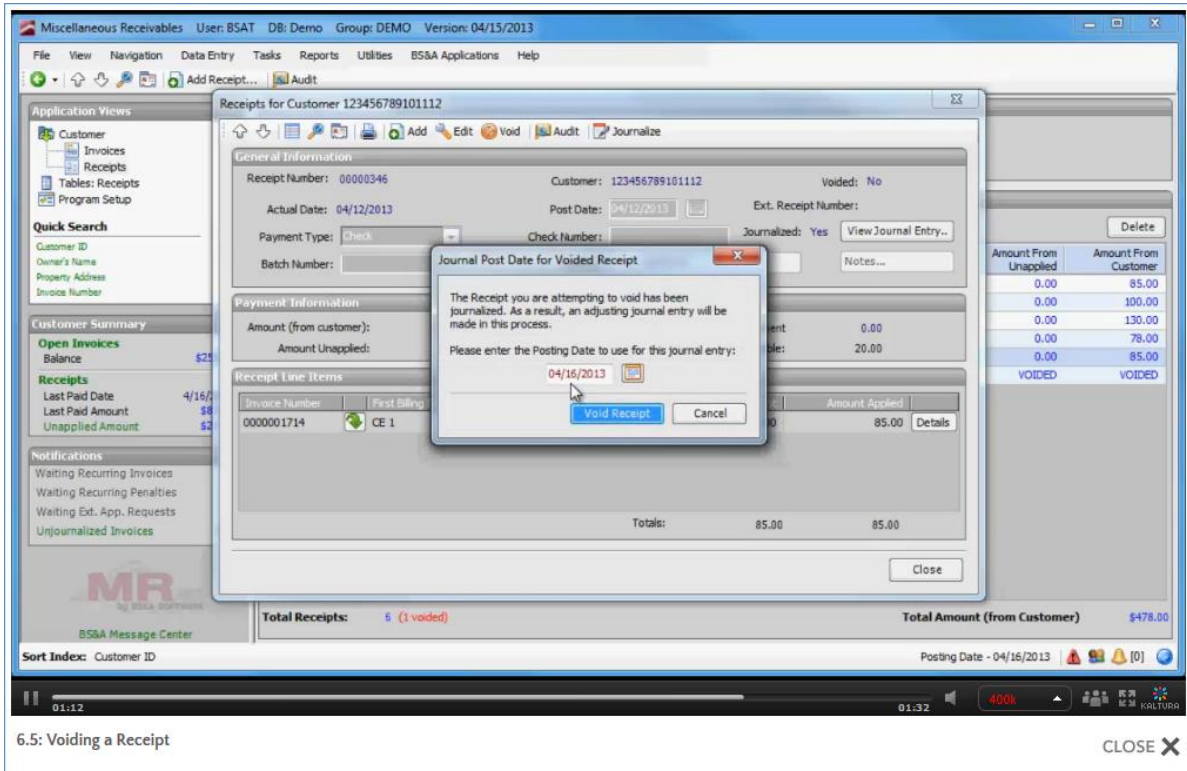 Miscellaneous Receivables User: BSAT DB: Demo Group: DEMO Version: 04/15/2013
File View Navigation Data Entry Tasks Reports Utilities BS&A Applications Help
Add Receipt... Audit
Application Views
Customer
Invoices
Receipts
Tables: Receipts
Program Setup
Quick Search
Customer ID
Owner's Name
Property Address
Invoice Number
Customer Summary
Open Invoices
Balance $25
Receipts
Last Paid Date 4/16/
Last Paid Amount $8
Unapplied Amount $2
Notifications
Waiting Recurring Invoices
Waiting Recurring Penalties
Waiting Ext. App. Requests
Unjournalized Invoices
MR
by BS&A SOFTWARE
BS&A Message Center
Receipts for Customer 123456789101112
Add Edit Void Audit Journalize
General Information
Receipt Number: 00000346 Customer: 123456789101112 Voided: No
Actual Date: 04/12/2013 Post Date: 04/12/2013 Ext. Receipt Number:
Payment Type: Check Check Number: Journalized: Yes View Journal Entry..
Batch Number: Notes...
Payment Information
Amount (from customer): 0.00
Amount Unapplied: 20.00
Receipt Line Items
Invoice Number First Billing Amount Applied
0000001714 CE 1 85.00 Details
Totals: 85.00 85.00
Close
Journal Post Date for Voided Receipt
The Receipt you are attempting to void has been
journalized. As a result, an adjusting journal entry will be
made in this process.
Please enter the Posting Date to use for this journal entry:
04/16/2013
Void Receipt Cancel
Delete
Amount From Unapplied Amount From Customer
0.00 85.00
0.00 100.00
0.00 130.00
0.00 78.00
0.00 85.00
VOIDED VOIDED
Total Receipts: 6 (1 voided) Total Amount (from Customer) $478.00
Sort Index: Customer ID Posting Date - 04/16/2013 [0]
01:12 01:32 400k KALTURA
6.5: Voiding a Receipt CLOSE